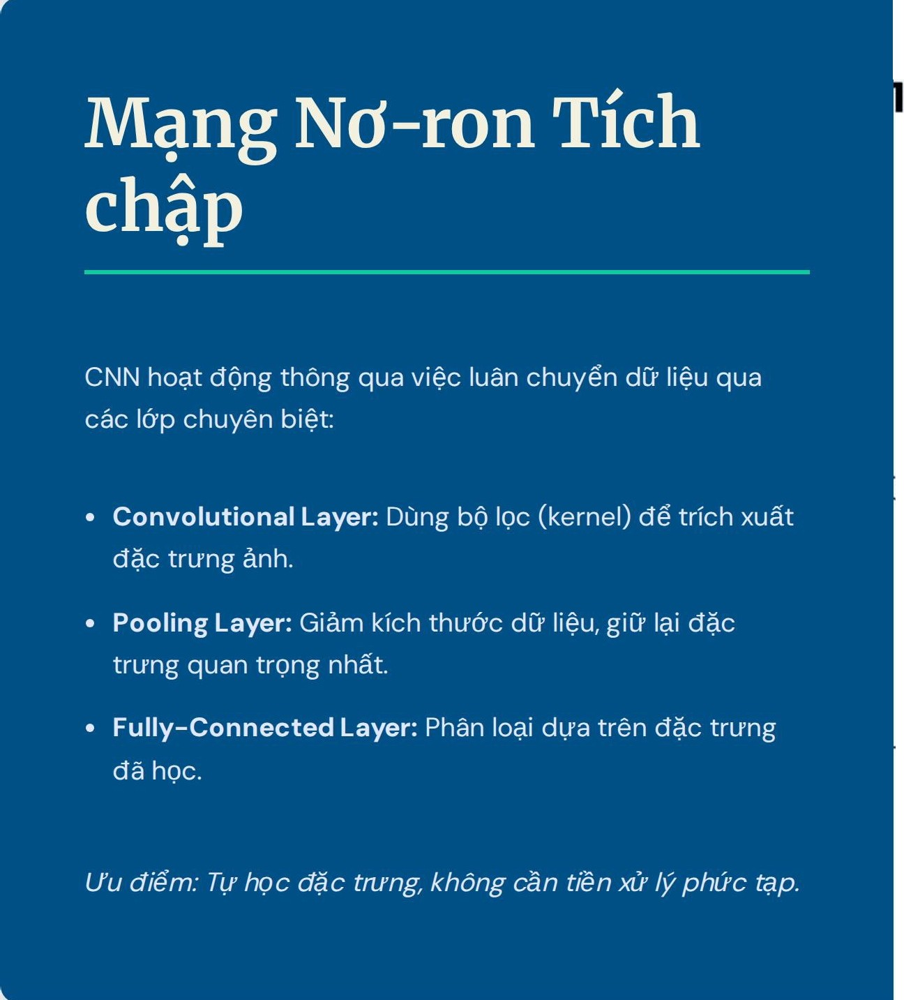 Mạng Nơ-ron Tích
chập
CNN hoạt động thông qua việc luân chuyển dữ liệu qua
các lớp chuyên biệt:
• Convolutional Layer: Dùng bộ lọc (kernel) để trích xuất
đặc trưng ảnh.
• Pooling Layer: Giảm kích thước dữ liệu, giữ lại đặc
trưng quan trọng nhất.
• Fully-Connected Layer: Phân loại dựa trên đặc trưng
đã học.
Ưu điểm: Tự học đặc trưng, không cần tiền xử lý phức tạp.